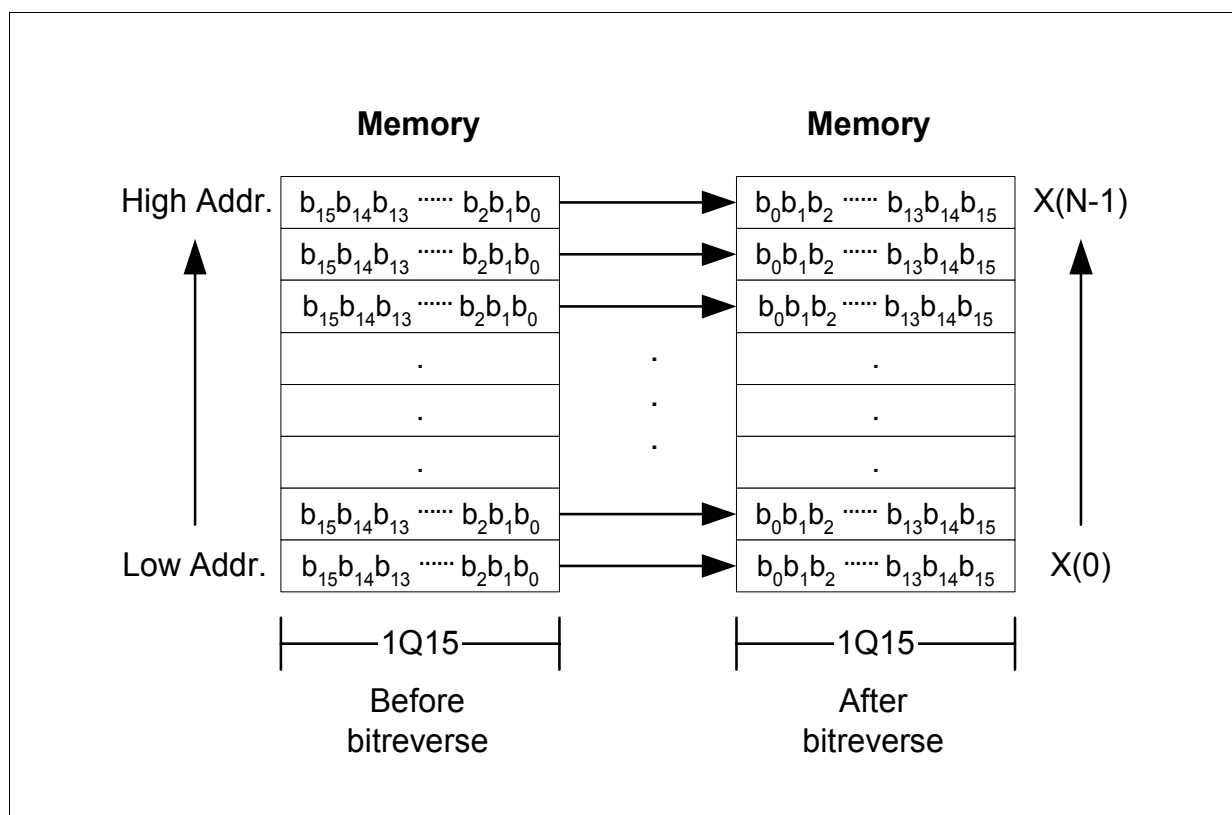 Memory Memory
High Addr. b₁₅b₁₄b₁₃ ······ b₂b₁b₀ b₀b₁b₂ ······ b₁₃b₁₄b₁₅ X(N-1)
b₁₅b₁₄b₁₃ ······ b₂b₁b₀ b₀b₁b₂ ······ b₁₃b₁₄b₁₅
b₁₅b₁₄b₁₃ ······ b₂b₁b₀ b₀b₁b₂ ······ b₁₃b₁₄b₁₅
. . .
. . .
. . .
b₁₅b₁₄b₁₃ ······ b₂b₁b₀ b₀b₁b₂ ······ b₁₃b₁₄b₁₅
Low Addr. b₁₅b₁₄b₁₃ ······ b₂b₁b₀ b₀b₁b₂ ······ b₁₃b₁₄b₁₅ X(0)
1Q15 1Q15
Before After
bitreverse bitreverse